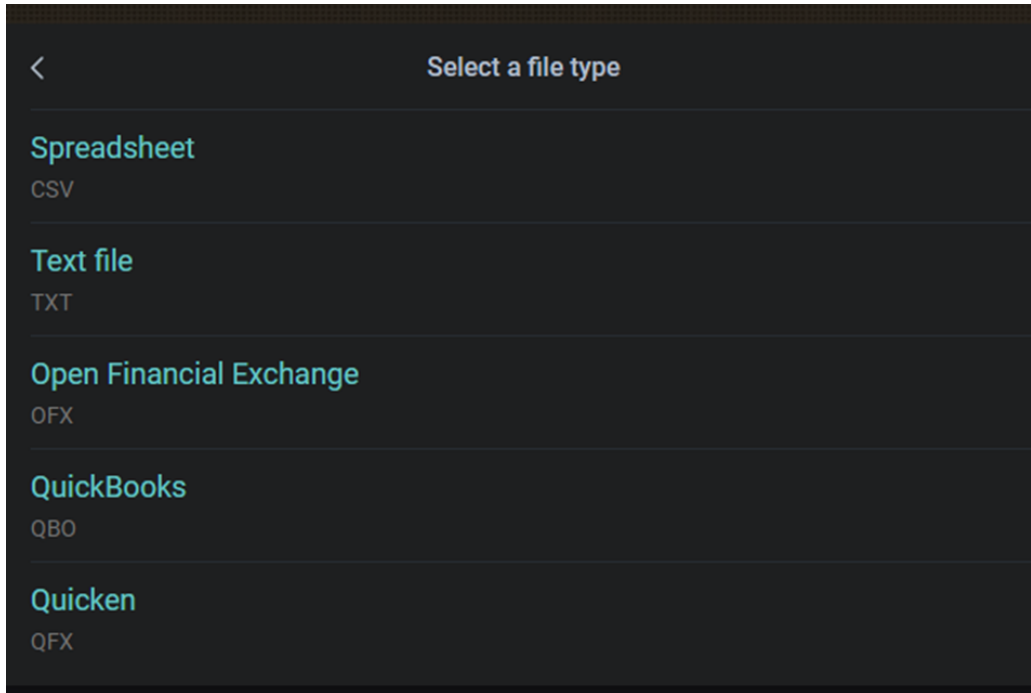 Select a file type
Spreadsheet
CSV
Text file
TXT
Open Financial Exchange
OFX
QuickBooks
QBO
Quicken
QFX